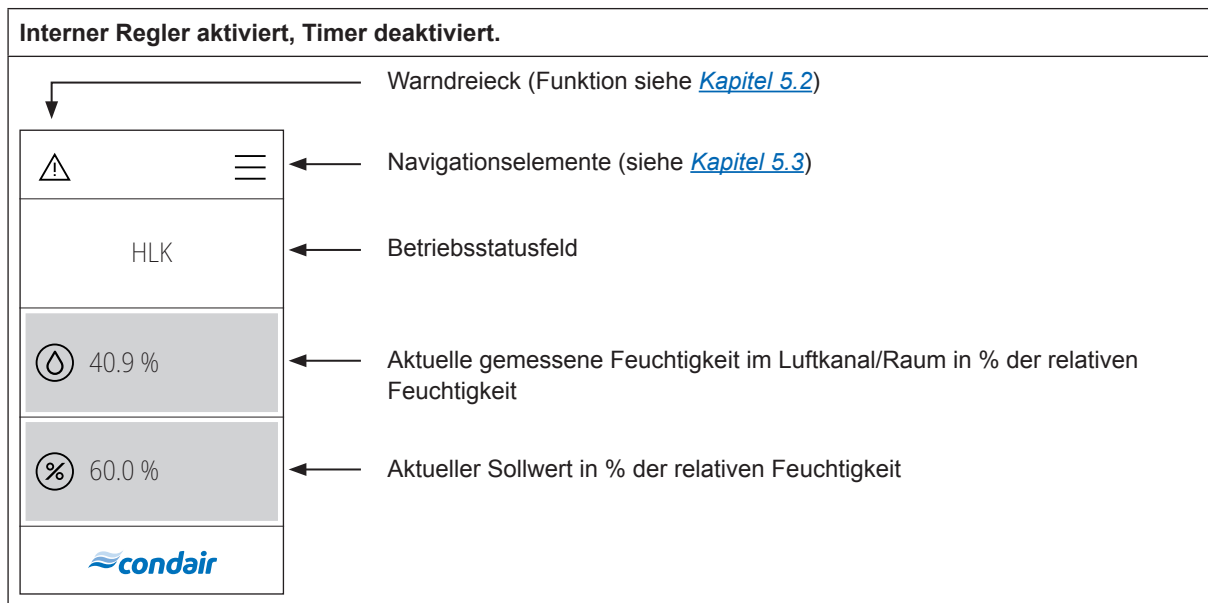 Interner Regler aktiviert, Timer deaktiviert.
Warndreieck (Funktion siehe Kapitel 5.2)
Navigationselemente (siehe Kapitel 5.3)
HLK
Betriebsstatusfeld
40.9 %
Aktuelle gemessene Feuchtigkeit im Luftkanal/Raum in % der relativen
Feuchtigkeit
% 60.0 %
Aktueller Sollwert in % der relativen Feuchtigkeit
condair